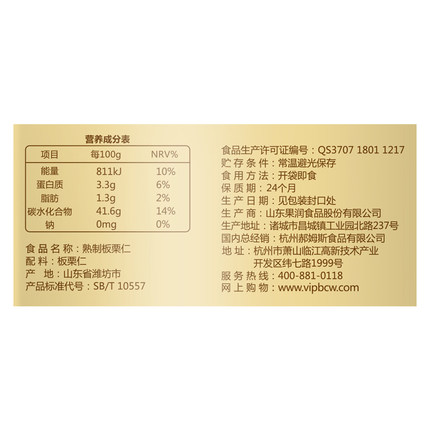 营养成分表
项目 每100g NRV%
能量 811kJ 10%
蛋白质 3.3g 6%
脂肪 1.3g 2%
碳水化合物 41.6g 14%
钠 0mg 0%
食品名称：熟制板栗仁
配料：板栗仁
产地：山东省潍坊市
产品标准代号：SB/T 10557
食品生产许可证编号：QS3707 1801 1217
贮存条件：常温避光保存
食用方法：开袋即食
保质期：24个月
生产日期：见包装封口处
生产商：山东果润食品股份有限公司
生产地址：诸城市昌城镇工业园北路237号
国内总经销：杭州郝姆斯食品有限公司
地址：杭州市萧山临江高新技术产业
开发区纬七路1999号
服务热线：400-881-0118
网上购物：www.vipbcw.com